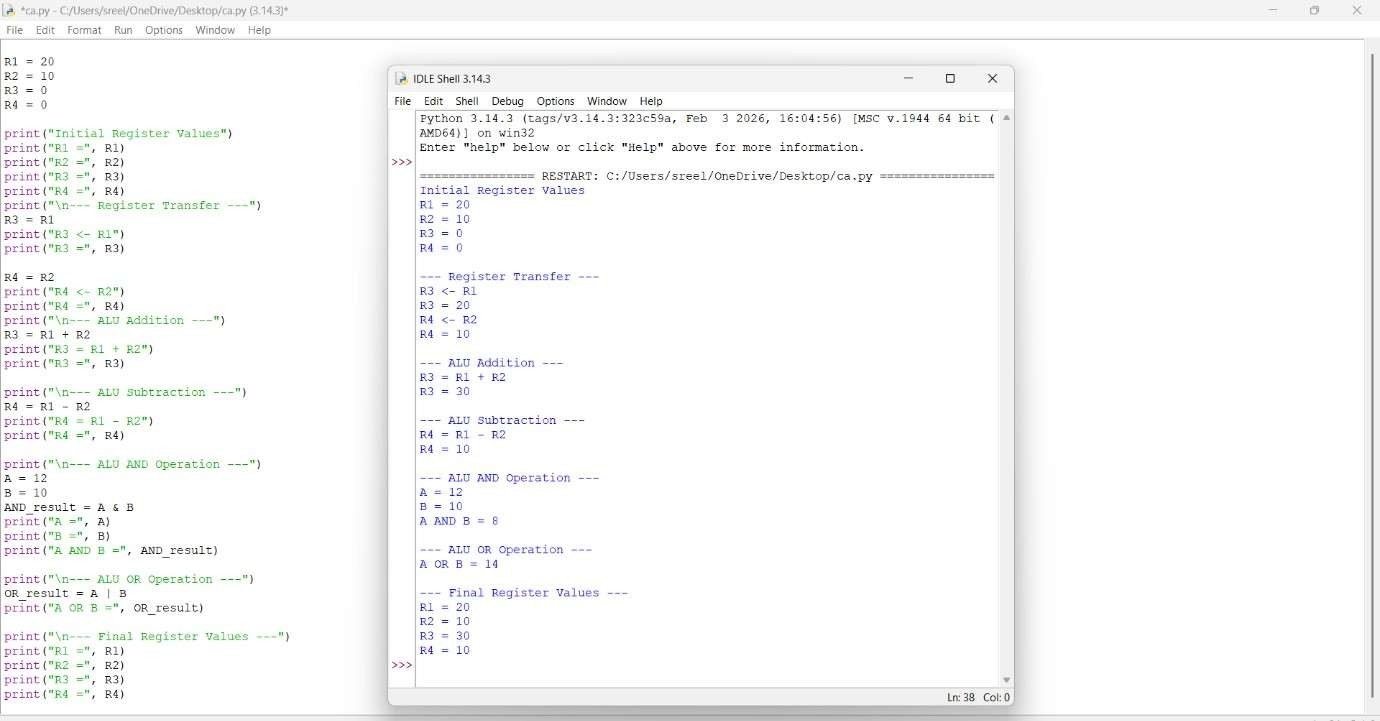 *ca.py - C:/Users/sreel/OneDrive/Desktop/ca.py (3.14.3)*
File Edit Format Run Options Window Help
R1 = 20
R2 = 10
R3 = 0
R4 = 0
print("Initial Register Values")
print("R1 =", R1)
print("R2 =", R2)
print("R3 =", R3)
print("R4 =", R4)
print("\n--- Register Transfer ---")
R3 = R1
print("R3 <- R1")
print("R3 =", R3)
R4 = R2
print("R4 <- R2")
print("R4 =", R4)
print("\n--- ALU Addition ---")
R3 = R1 + R2
print("R3 = R1 + R2")
print("R3 =", R3)
print("\n--- ALU Subtraction ---")
R4 = R1 - R2
print("R4 = R1 - R2")
print("R4 =", R4)
print("\n--- ALU AND Operation ---")
A = 12
B = 10
AND_result = A & B
print("A =", A)
print("B =", B)
print("A AND B =", AND_result)
print("\n--- ALU OR Operation ---")
OR_result = A | B
print("A OR B =", OR_result)
print("\n--- Final Register Values ---")
print("R1 =", R1)
print("R2 =", R2)
print("R3 =", R3)
print("R4 =", R4)
IDLE Shell 3.14.3
File Edit Shell Debug Options Window Help
Python 3.14.3 (tags/v3.14.3:323c59a, Feb  3 2026, 16:04:56) [MSC v.1944 64 bit (
AMD64)] on win32
Enter "help" below or click "Help" above for more information.
>>>
================ RESTART: C:/Users/sreel/OneDrive/Desktop/ca.py ================
Initial Register Values
R1 = 20
R2 = 10
R3 = 0
R4 = 0
--- Register Transfer ---
R3 <- R1
R3 = 20
R4 <- R2
R4 = 10
--- ALU Addition ---
R3 = R1 + R2
R3 = 30
--- ALU Subtraction ---
R4 = R1 - R2
R4 = 10
--- ALU AND Operation ---
A = 12
B = 10
A AND B = 8
--- ALU OR Operation ---
A OR B = 14
--- Final Register Values ---
R1 = 20
R2 = 10
R3 = 30
R4 = 10
>>>
Ln: 38 Col: 0